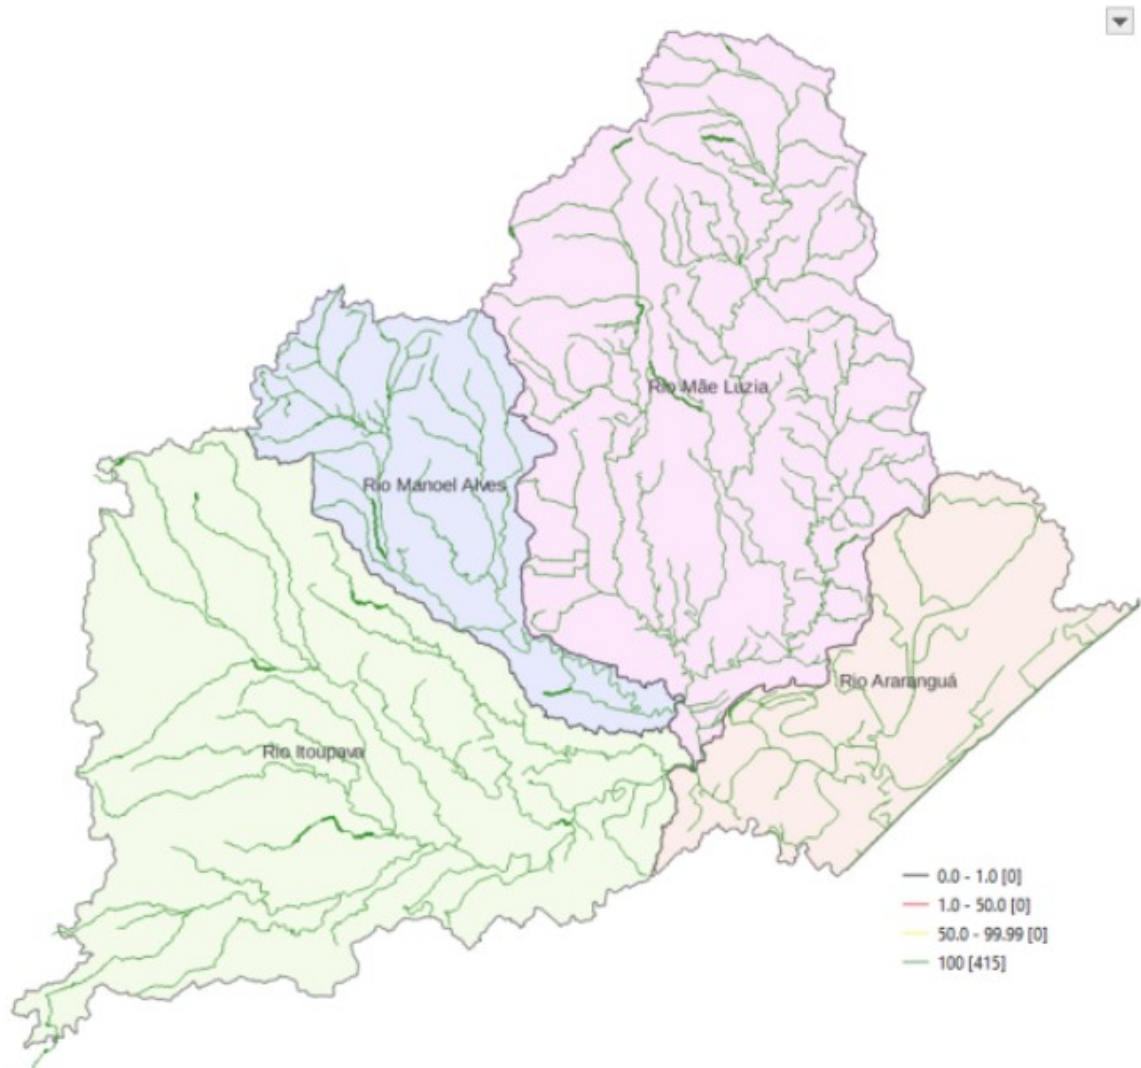 Rio Mãe Luzia
Rio Manoel Alves
Rio Araranguá
Rio Itoupava
0.0 - 1.0 [0]
1.0 - 50.0 [0]
50.0 - 99.99 [0]
100 [415]